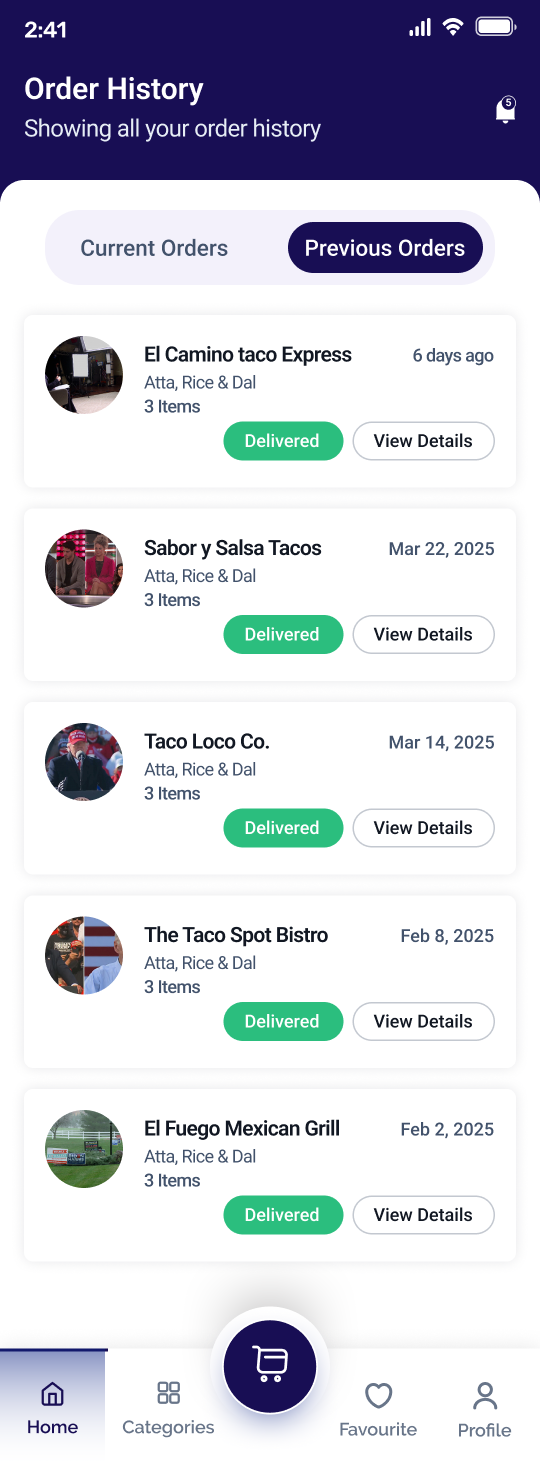 2:41
Order History
Showing all your order history
5
Current Orders
Previous Orders
El Camino taco Express
6 days ago
Atta, Rice & Dal
3 Items
Delivered
View Details
Sabor y Salsa Tacos
Mar 22, 2025
Atta, Rice & Dal
3 Items
Delivered
View Details
Taco Loco Co.
Mar 14, 2025
Atta, Rice & Dal
3 Items
Delivered
View Details
The Taco Spot Bistro
Feb 8, 2025
Atta, Rice & Dal
3 Items
Delivered
View Details
El Fuego Mexican Grill
Feb 2, 2025
Atta, Rice & Dal
3 Items
Delivered
View Details
Home
Categories
Favourite
Profile